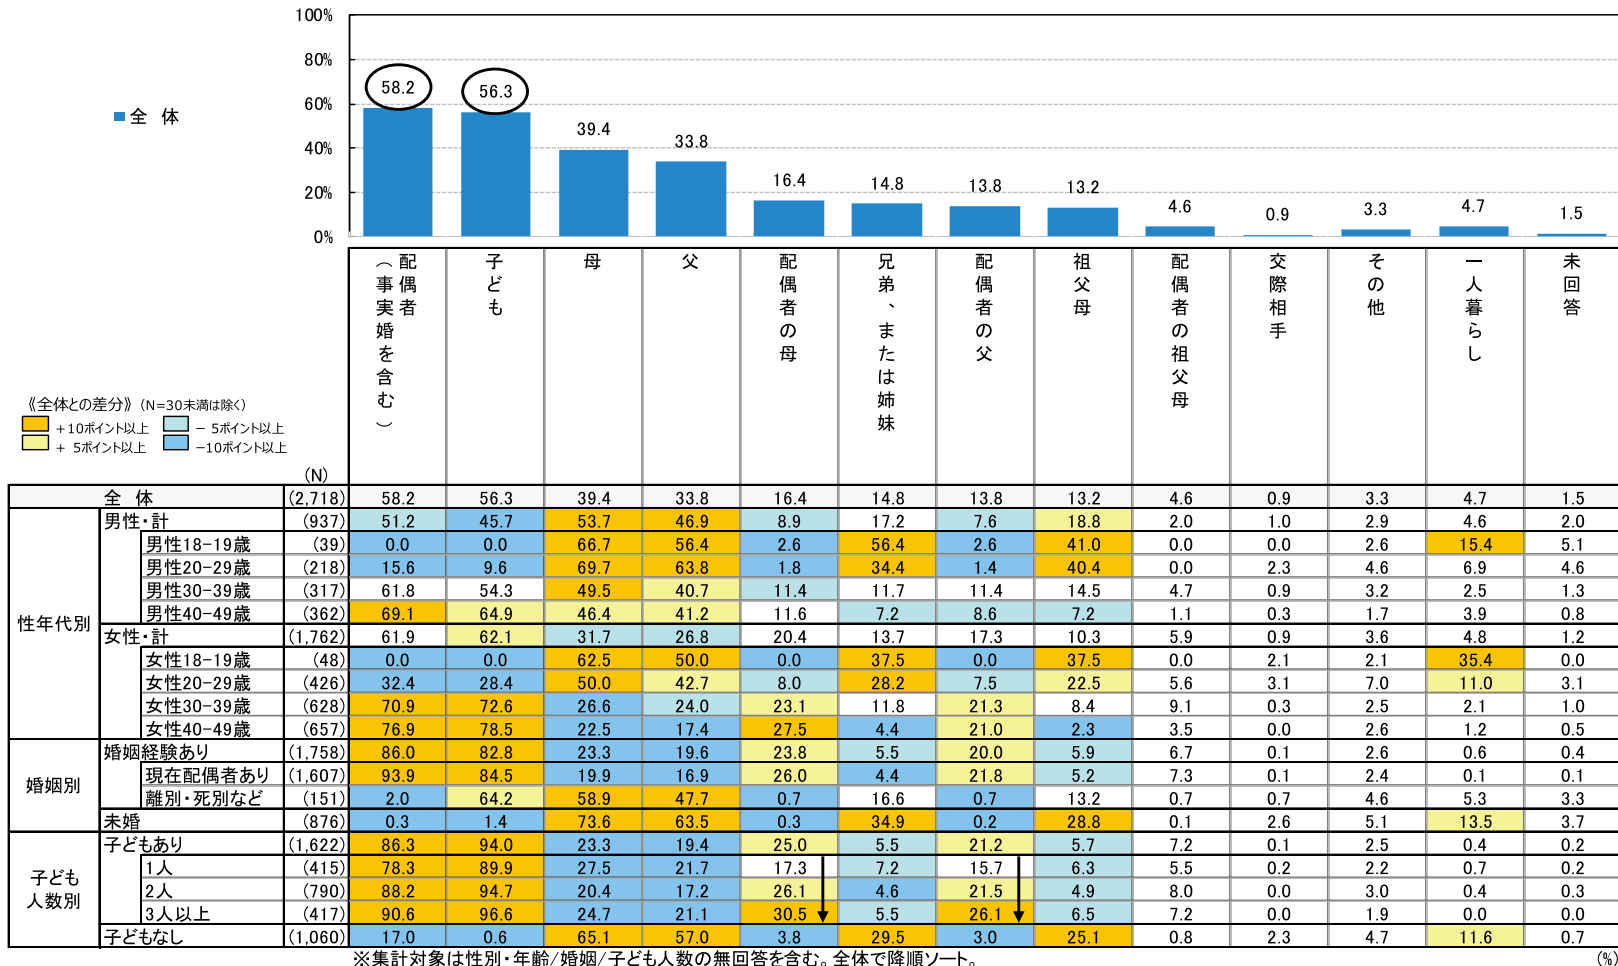 100%
80%
60%
40%
20%
0%
全 体
58.2
56.3
39.4
33.8
16.4
14.8
13.8
13.2
4.6
0.9
3.3
4.7
1.5
配偶者
（事実婚を含む）
子ども
母
父
配偶者の母
兄弟、または姉妹
配偶者の父
祖父母
配偶者の祖父母
交際相手
その他
一人暮らし
未回答
《全体との差分》 (N=30未満は除く)
+10ポイント以上 － 5ポイント以上
+ 5ポイント以上 －10ポイント以上
(N)
全 体 (2,718) 58.2 56.3 39.4 33.8 16.4 14.8 13.8 13.2 4.6 0.9 3.3 4.7 1.5
性年代別
男性・計 (937) 51.2 45.7 53.7 46.9 8.9 17.2 7.6 18.8 2.0 1.0 2.9 4.6 2.0
男性18-19歳 (39) 0.0 0.0 66.7 56.4 2.6 56.4 2.6 41.0 0.0 0.0 2.6 15.4 5.1
男性20-29歳 (218) 15.6 9.6 69.7 63.8 1.8 34.4 1.4 40.4 0.0 2.3 4.6 6.9 4.6
男性30-39歳 (317) 61.8 54.3 49.5 40.7 11.4 11.7 11.4 14.5 4.7 0.9 3.2 2.5 1.3
男性40-49歳 (362) 69.1 64.9 46.4 41.2 11.6 7.2 8.6 7.2 1.1 0.3 1.7 3.9 0.8
女性・計 (1,762) 61.9 62.1 31.7 26.8 20.4 13.7 17.3 10.3 5.9 0.9 3.6 4.8 1.2
女性18-19歳 (48) 0.0 0.0 62.5 50.0 0.0 37.5 0.0 37.5 0.0 2.1 2.1 35.4 0.0
女性20-29歳 (426) 32.4 28.4 50.0 42.7 8.0 28.2 7.5 22.5 5.6 3.1 7.0 11.0 3.1
女性30-39歳 (628) 70.9 72.6 26.6 24.0 23.1 11.8 21.3 8.4 9.1 0.3 2.5 2.1 1.0
女性40-49歳 (657) 76.9 78.5 22.5 17.4 27.5 4.4 21.0 2.3 3.5 0.0 2.6 1.2 0.5
婚姻別
婚姻経験あり (1,758) 86.0 82.8 23.3 19.6 23.8 5.5 20.0 5.9 6.7 0.1 2.6 0.6 0.4
現在配偶者あり (1,607) 93.9 84.5 19.9 16.9 26.0 4.4 21.8 5.2 7.3 0.1 2.4 0.1 0.1
離別・死別など (151) 2.0 64.2 58.9 47.7 0.7 16.6 0.7 13.2 0.7 0.7 4.6 5.3 3.3
未婚 (876) 0.3 1.4 73.6 63.5 0.3 34.9 0.2 28.8 0.1 2.6 5.1 13.5 3.7
子ども
人数別
子どもあり (1,622) 86.3 94.0 23.3 19.4 25.0 5.5 21.2 5.7 7.2 0.1 2.5 0.4 0.2
1人 (415) 78.3 89.9 27.5 21.7 17.3 7.2 15.7 6.3 5.5 0.2 2.2 0.7 0.2
2人 (790) 88.2 94.7 20.4 17.2 26.1 4.6 21.5 4.9 8.0 0.0 3.0 0.4 0.3
3人以上 (417) 90.6 96.6 24.7 21.1 30.5 5.5 26.1 6.5 7.2 0.0 1.9 0.0 0.0
子どもなし (1,060) 17.0 0.6 65.1 57.0 3.8 29.5 3.0 25.1 0.8 2.3 4.7 11.6 0.7
※集計対象は性別・年齢/婚姻/子ども人数の無回答を含む。全体で降順ソート。
(%)